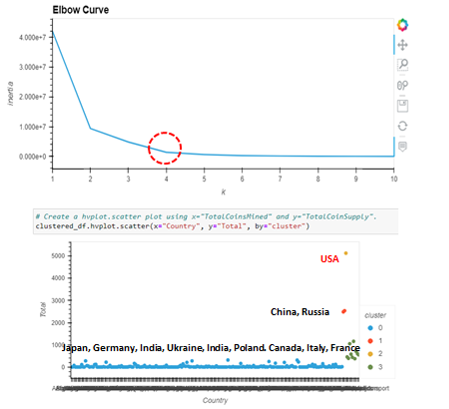 Elbow Curve
4.000e+7
3.000e+7
2.000e+7
1.000e+7
0.000e+0
inertia
1 2 3 4 5 6 7 8 9 10
k
# Create a hvplot.scatter plot using x="TotalCoinsMined" and y="TotalCoinSupply".
clustered_df.hvplot.scatter(x="Country", y="Total", by="cluster")
5000
USA
4000
3000
China, Russia
2000
Total
cluster
0
1
2
3
Japan, Germany, India, Ukraine, India, Poland. Canada, Italy, France
0
Country